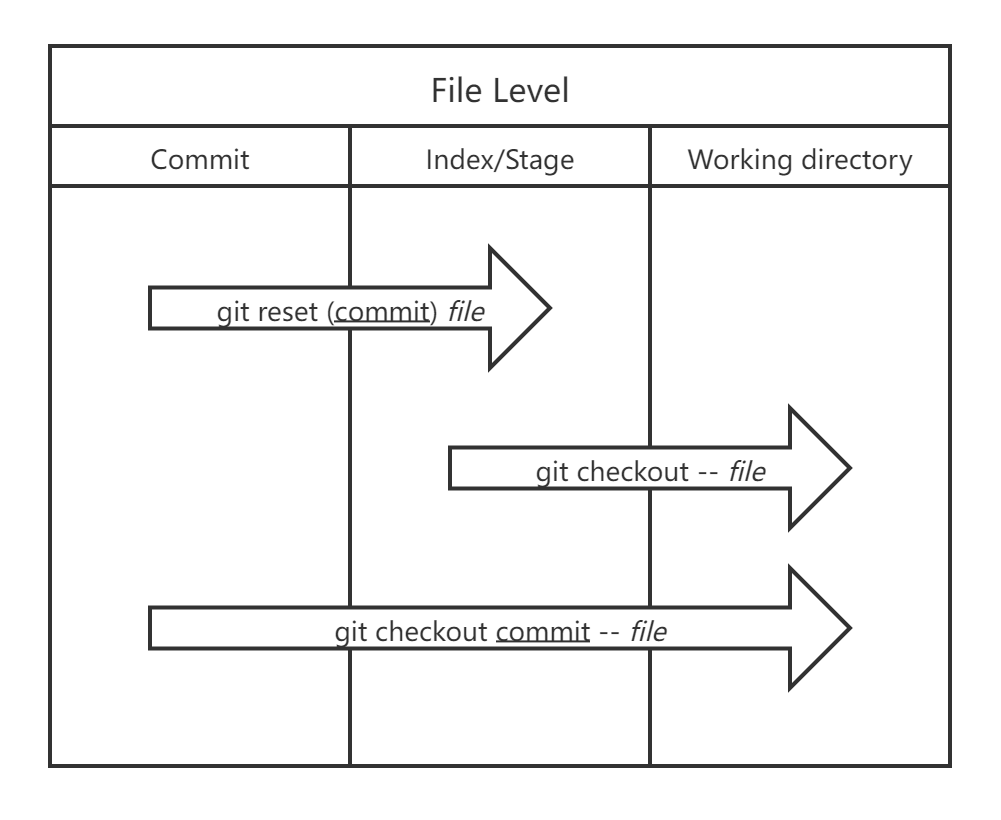 File Level
Commit
Index/Stage
Working directory
git reset (commit) file
git checkout -- file
git checkout commit -- file